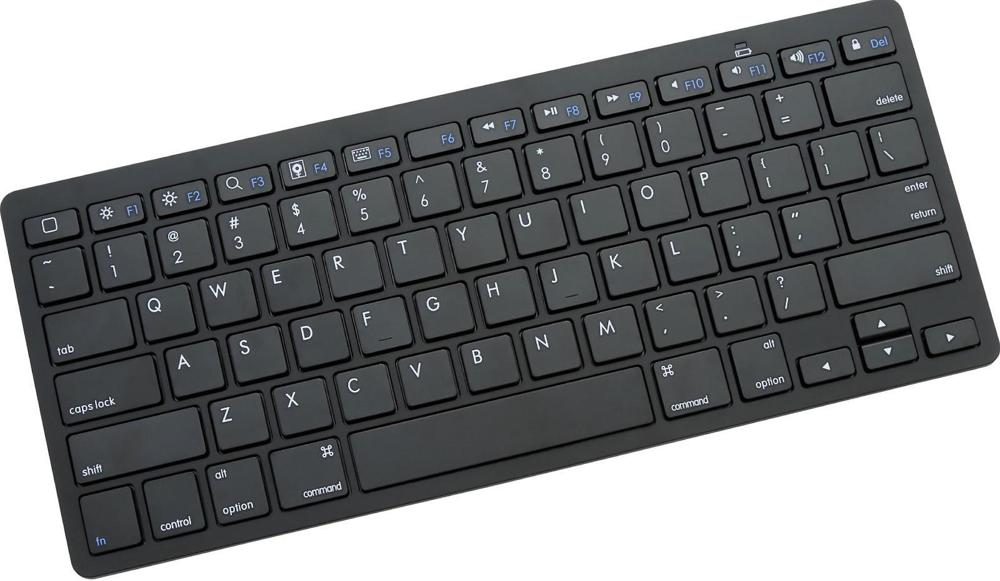 F1 F2 F3 F4 F5 F6 F7 F8 F9 F10 F11 F12 Del
~ ! @ # $ % ^ & * ( ) _ +
` 1 2 3 4 5 6 7 8 9 0 - = delete
tab Q W E R T Y U I O P { [ } ] | \
caps lock A S D F G H J K L : ; " ' enter return
shift Z X C V B N M < , > . ? / shift
fn control alt option ⌘ command ⌘ command alt option ◀ ▲ ▼ ▶